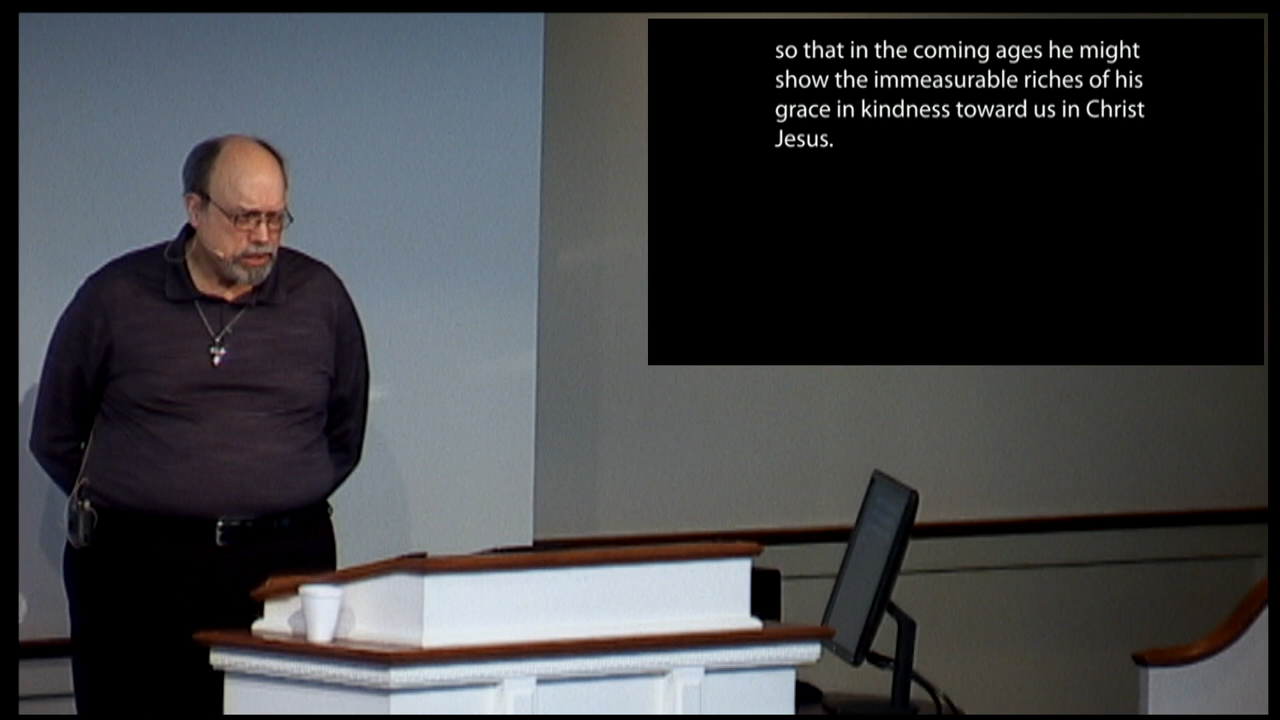 so that in the coming ages he might
show the immeasurable riches of his
grace in kindness toward us in Christ
Jesus.